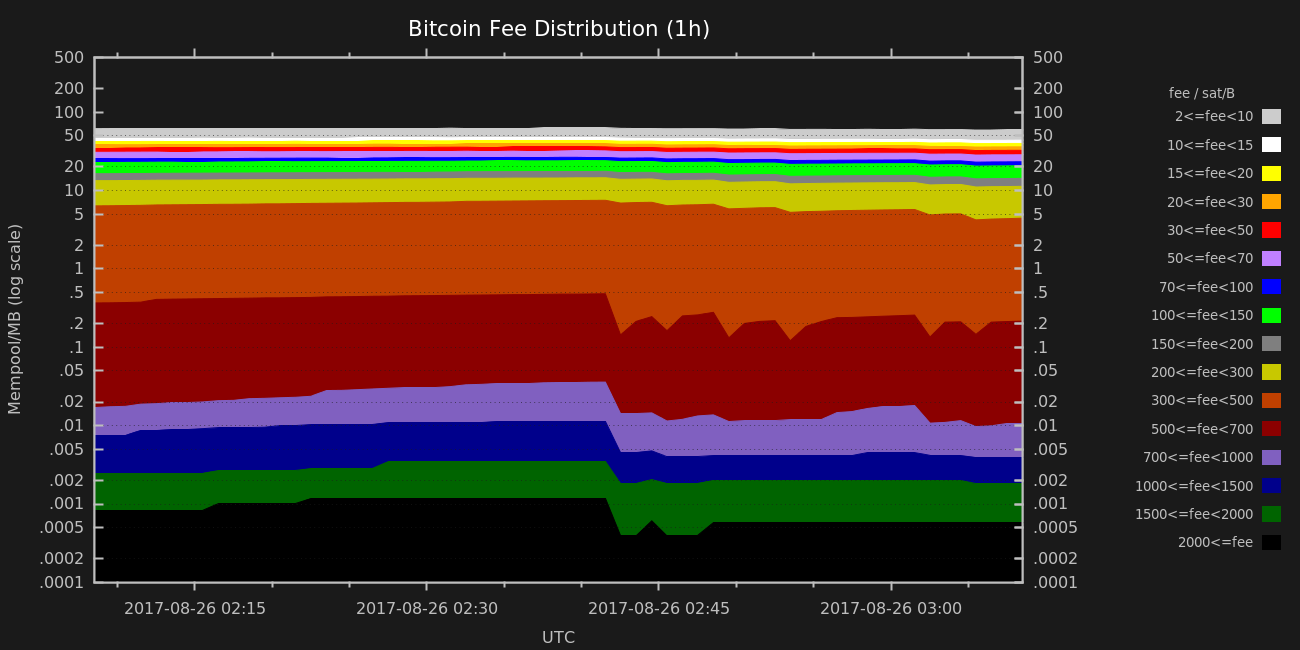 Bitcoin Fee Distribution (1h)
500
200
100
50
20
10
5
2
1
.5
.2
.1
.05
.02
.01
.005
.002
.001
.0005
.0002
.0001
Mempool/MB (log scale)
500
200
100
50
20
10
5
2
1
.5
.2
.1
.05
.02
.01
.005
.002
.001
.0005
.0002
.0001
2017-08-26 02:15
2017-08-26 02:30
2017-08-26 02:45
2017-08-26 03:00
UTC
fee / sat/B
2<=fee<10
10<=fee<15
15<=fee<20
20<=fee<30
30<=fee<50
50<=fee<70
70<=fee<100
100<=fee<150
150<=fee<200
200<=fee<300
300<=fee<500
500<=fee<700
700<=fee<1000
1000<=fee<1500
1500<=fee<2000
2000<=fee